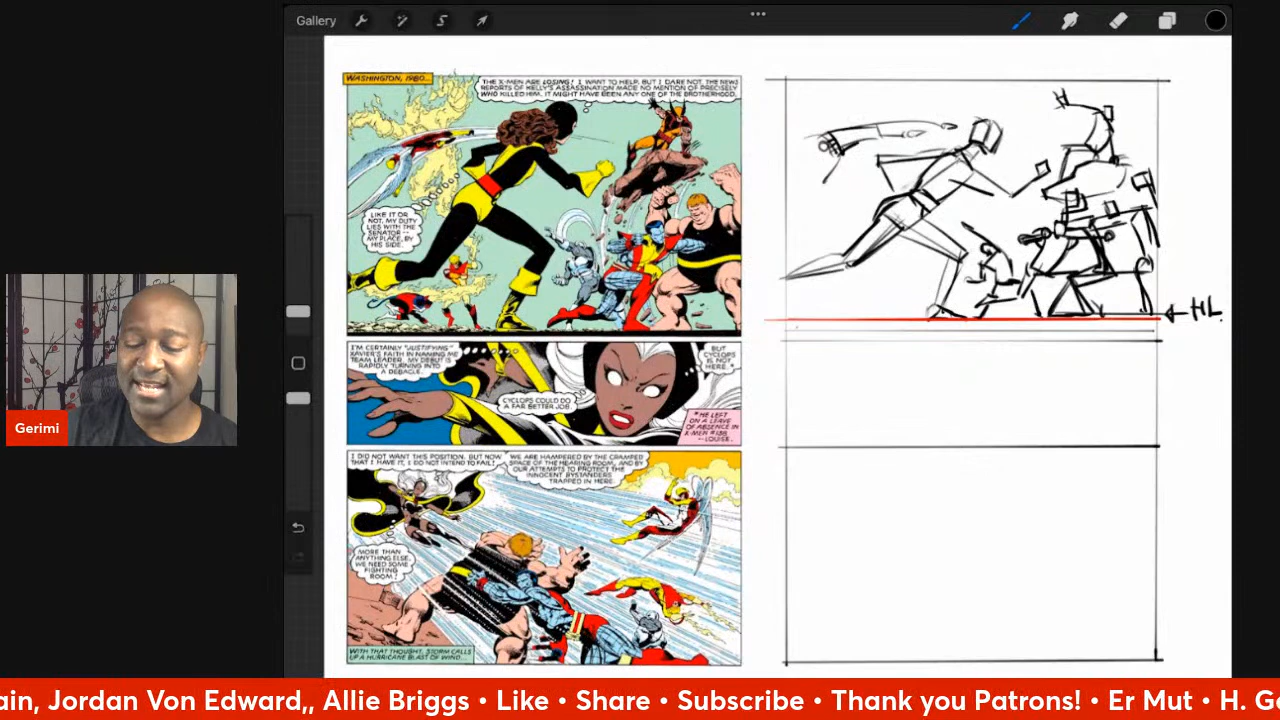 Gallery
WASHINGTON, 1980...
THE X-MEN ARE LOSING! I WANT TO HELP, BUT I DARE NOT. THE NEWS
REPORTS OF KELLY'S ASSASSINATION MADE NO MENTION OF PRECISELY
WHO KILLED HIM. IT MIGHT HAVE BEEN ANY ONE OF THE BROTHERHOOD.
LIKE IT OR
NOT, MY DUTY
LIES WITH THE
SENATOR --
MY PLACE, BY
HIS SIDE.
HL
I'M CERTAINLY "JUSTIFYING"
XAVIER'S FAITH IN NAMING ME
TEAM LEADER. MY DEBUT IS
RAPIDLY TURNING INTO
A DEBACLE.
CYCLOPS COULD DO
A FAR BETTER JOB.
BUT
CYCLOPS
IS NOT
HERE.*
*HE LEFT
ON A LEAVE
OF ABSENCE IN
X-MEN #138
--LOUISE.
Gerimi
I DID NOT WANT THIS POSITION. BUT NOW
THAT I HAVE IT, I DO NOT INTEND TO FAIL!
WE ARE HAMPERED BY THE CRAMPED
SPACE OF THE HEARING ROOM, AND BY
OUR ATTEMPTS TO PROTECT THE
INNOCENT BYSTANDERS
TRAPPED IN HERE.
MORE THAN
ANYTHING ELSE,
WE NEED SOME
FIGHTING
ROOM!
WITH THAT THOUGHT, STORM CALLS
UP A HURRICANE BLAST OF WIND...
ain, Jordan Von Edward,, Allie Briggs • Like • Share • Subscribe • Thank you Patrons! • Er Mut • H. Ga